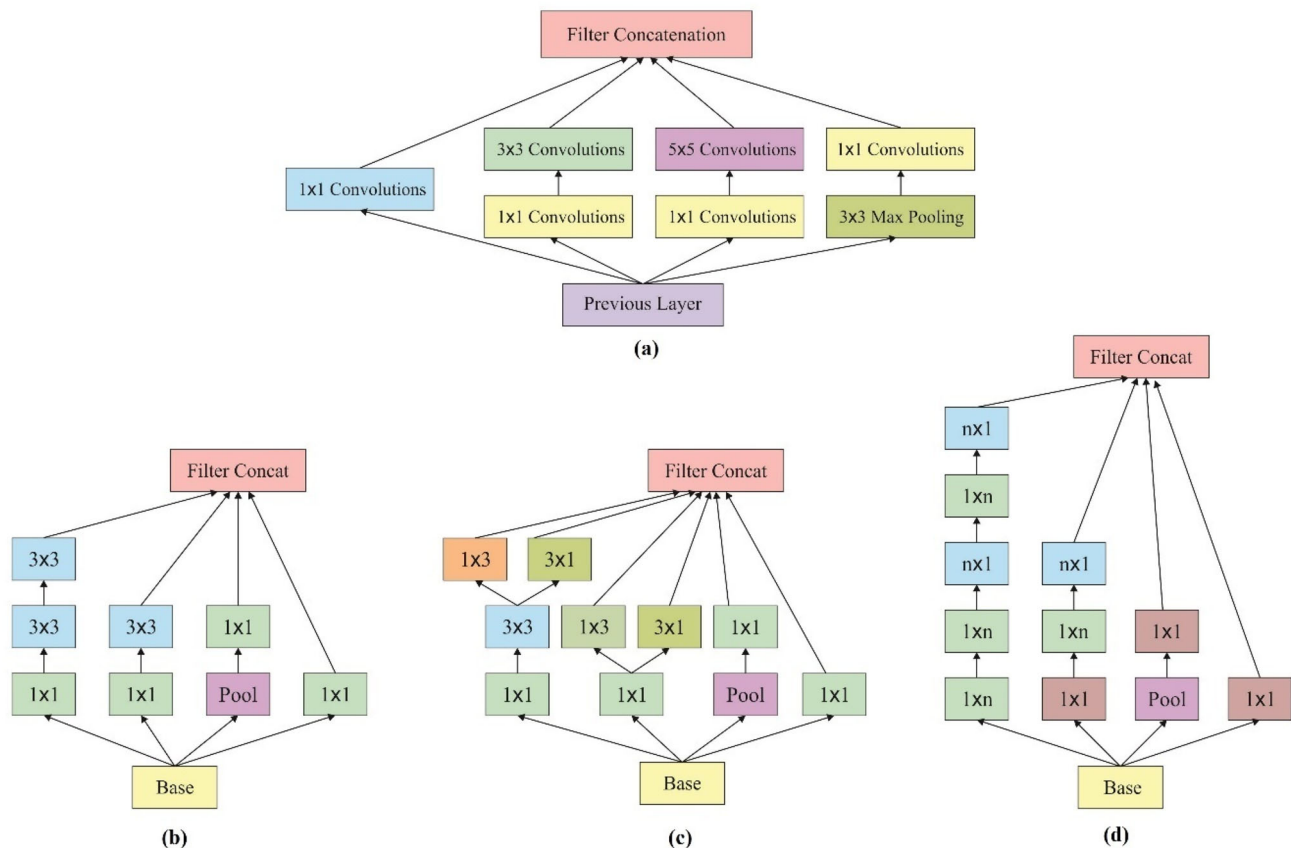 Filter Concatenation
3x3 Convolutions
5x5 Convolutions
1x1 Convolutions
1x1 Convolutions
1x1 Convolutions
1x1 Convolutions
3x3 Max Pooling
Previous Layer
(a)
Filter Concat
3x3
3x3
3x3
1x1
1x1
1x1
Pool
1x1
Base
(b)
Filter Concat
1x3
3x1
3x3
1x3
3x1
1x1
1x1
1x1
Pool
1x1
Base
(c)
Filter Concat
nx1
1xn
nx1
nx1
1xn
1xn
1x1
1xn
1x1
Pool
1x1
Base
(d)